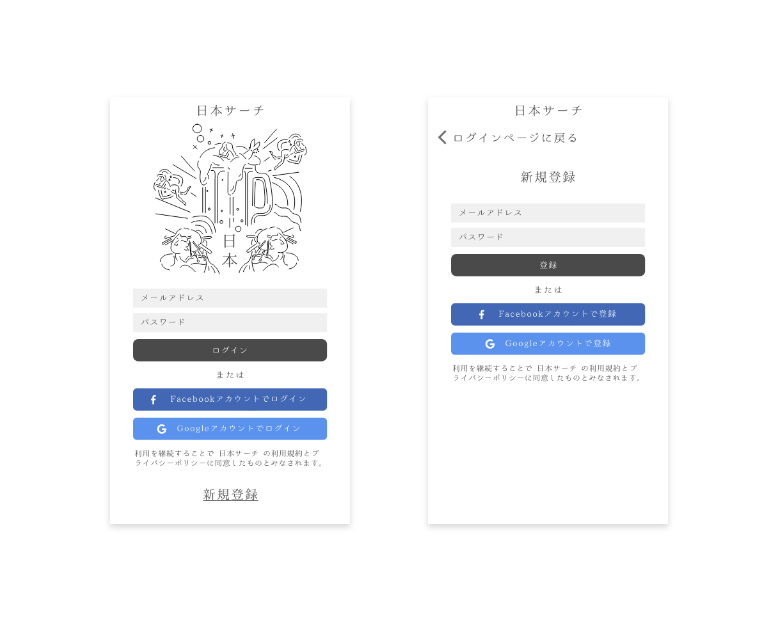 日本サーチ
日
本
メールアドレス
パスワード
ログイン
または
Facebookアカウントでログイン
Googleアカウントでログイン
利用を継続することで 日本サーチ の利用規約とプ
ライバシーポリシーに同意したものとみなされます。
新規登録
日本サーチ
ログインページに戻る
新規登録
メールアドレス
パスワード
登録
または
Facebookアカウントで登録
Googleアカウントで登録
利用を継続することで 日本サーチ の利用規約とプ
ライバシーポリシーに同意したものとみなされます。